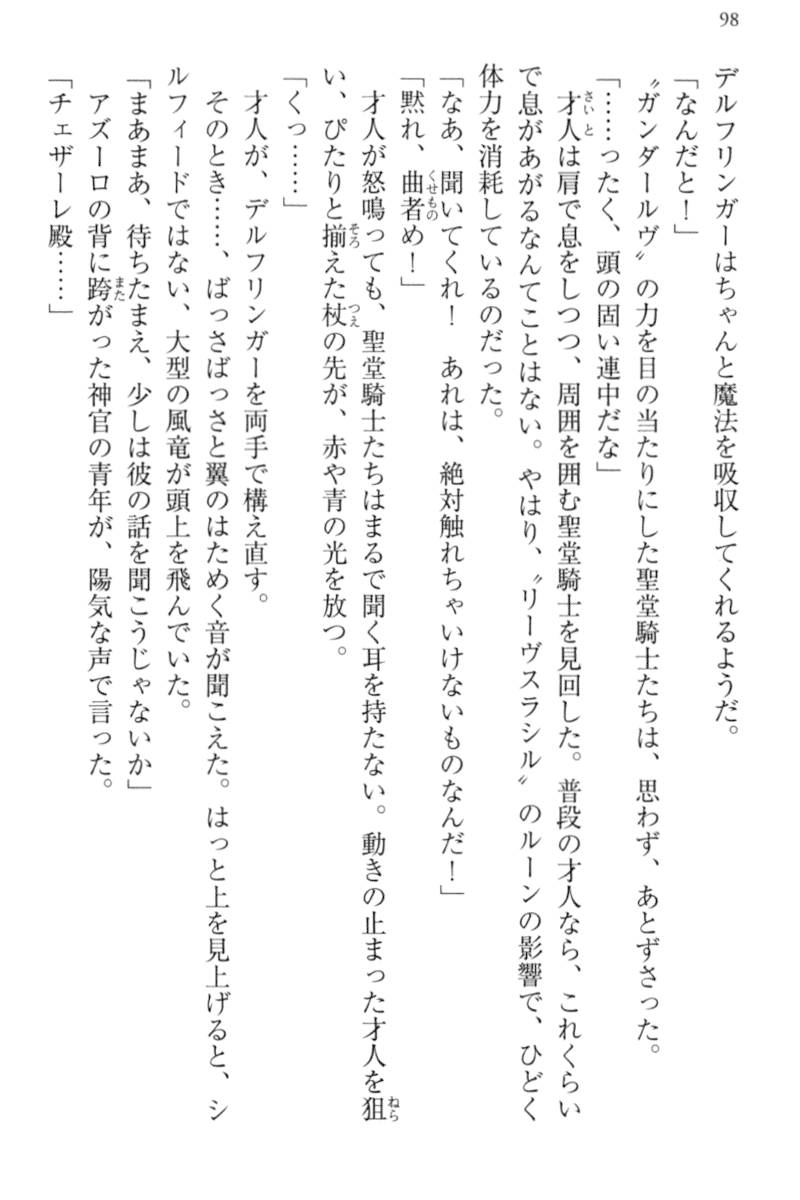 98
デルフリンガーはちゃんと魔法を吸収してくれるようだ。
「なんだと！」
〝ガンダールヴ〟の力を目の当たりにした聖堂騎士たちは、思わず、あとずさった。
「……ったく、頭の固い連中だな」
才人は肩で息をしつつ、周囲を囲む聖堂騎士を見回した。普段の才人なら、これくらい
で息があがるなんてことはない。やはり、〝リーヴスラシル〟のルーンの影響で、ひどく
体力を消耗しているのだった。
「なあ、聞いてくれ！　あれは、絶対触れちゃいけないものなんだ！」
「黙れ、曲者め！」
才人が怒鳴っても、聖堂騎士たちはまるで聞く耳を持たない。動きの止まった才人を狙
い、ぴたりと揃えた杖の先が、赤や青の光を放つ。
「くっ……」
才人が、デルフリンガーを両手で構え直す。
そのとき……、ばっさばっさと翼のはためく音が聞こえた。はっと上を見上げると、シ
ルフィードではない、大型の風竜が頭上を飛んでいた。
「まあまあ、待ちたまえ、少しは彼の話を聞こうじゃないか」
アズーロの背に跨がった神官の青年が、陽気な声で言った。
「チェザーレ殿……」